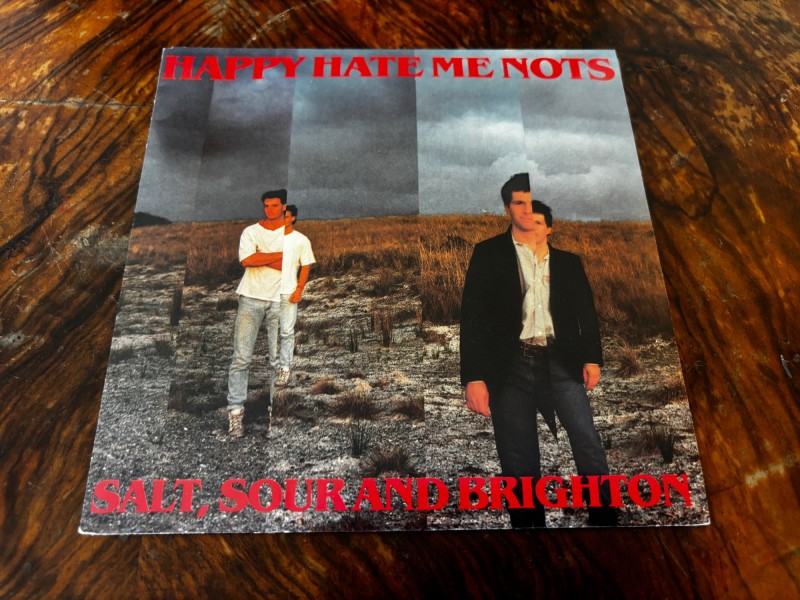 HAPPY HATE ME NOTS
SALT, SOUR AND BRIGHTON